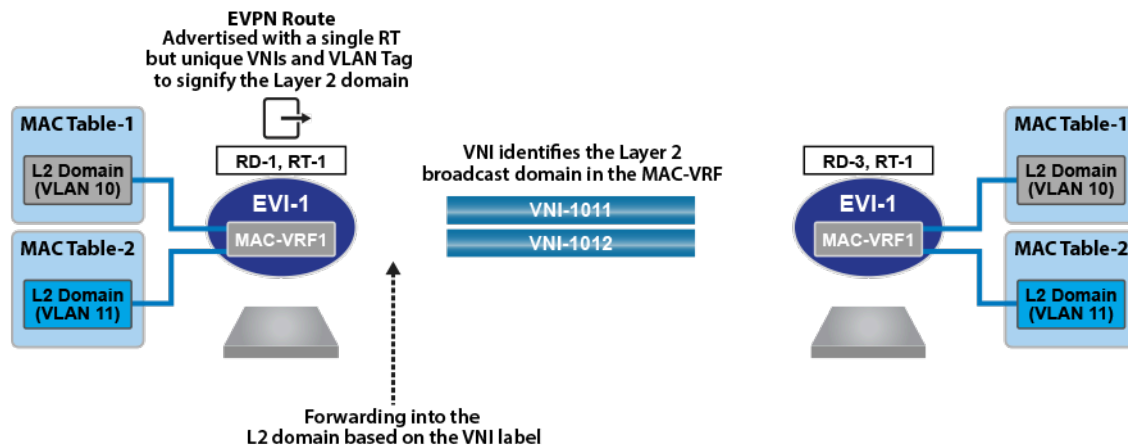 EVPN Route
Advertised with a single RT
but unique VNIs and VLAN Tag
to signify the Layer 2 domain
MAC Table-1
L2 Domain
(VLAN 10)
MAC Table-2
L2 Domain
(VLAN 11)
RD-1, RT-1
EVI-1
MAC-VRF1
VNI identifies the Layer 2
broadcast domain in the MAC-VRF
VNI-1011
VNI-1012
RD-3, RT-1
EVI-1
MAC-VRF1
MAC Table-1
L2 Domain
(VLAN 10)
MAC Table-2
L2 Domain
(VLAN 11)
Forwarding into the
L2 domain based on the VNI label